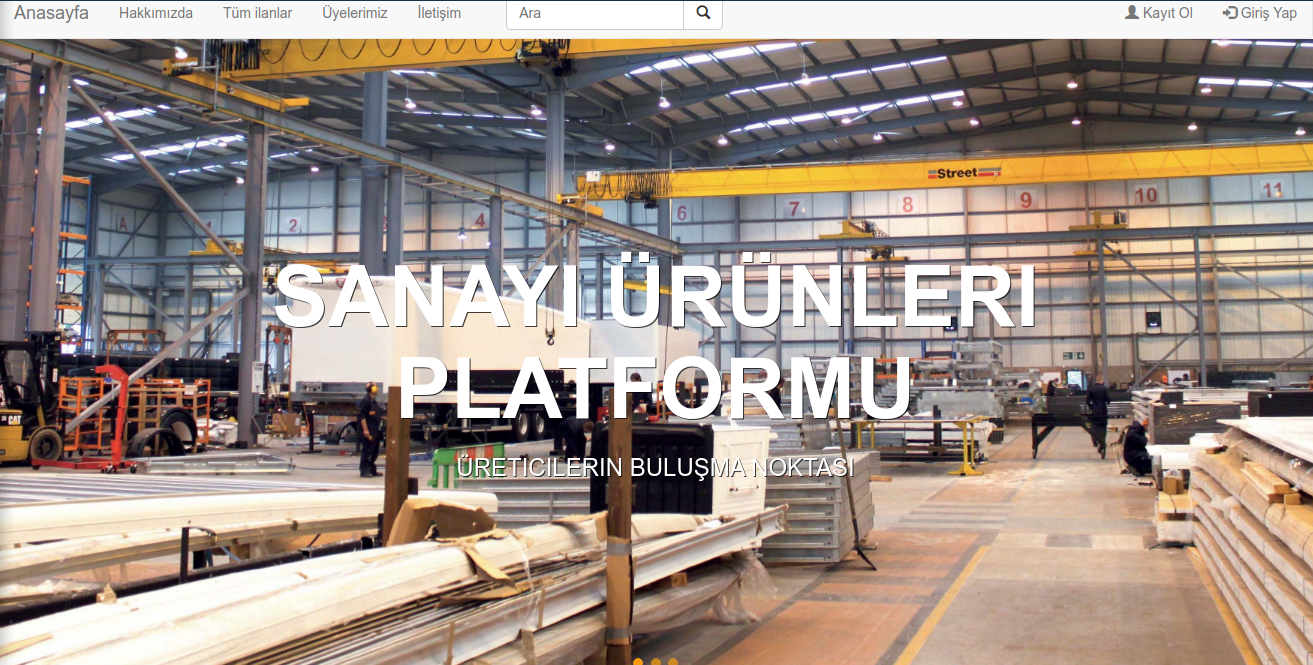 Anasayfa Hakkımızda Tüm ilanlar Üyelerimiz İletişim Ara Kayıt Ol Giriş Yap
Street
A 1 2 4 6 7 8 9 10 11
SANAYI ÜRÜNLERI
PLATFORMU
CAT
ÜRETICILERIN BULUŞMA NOKTASI